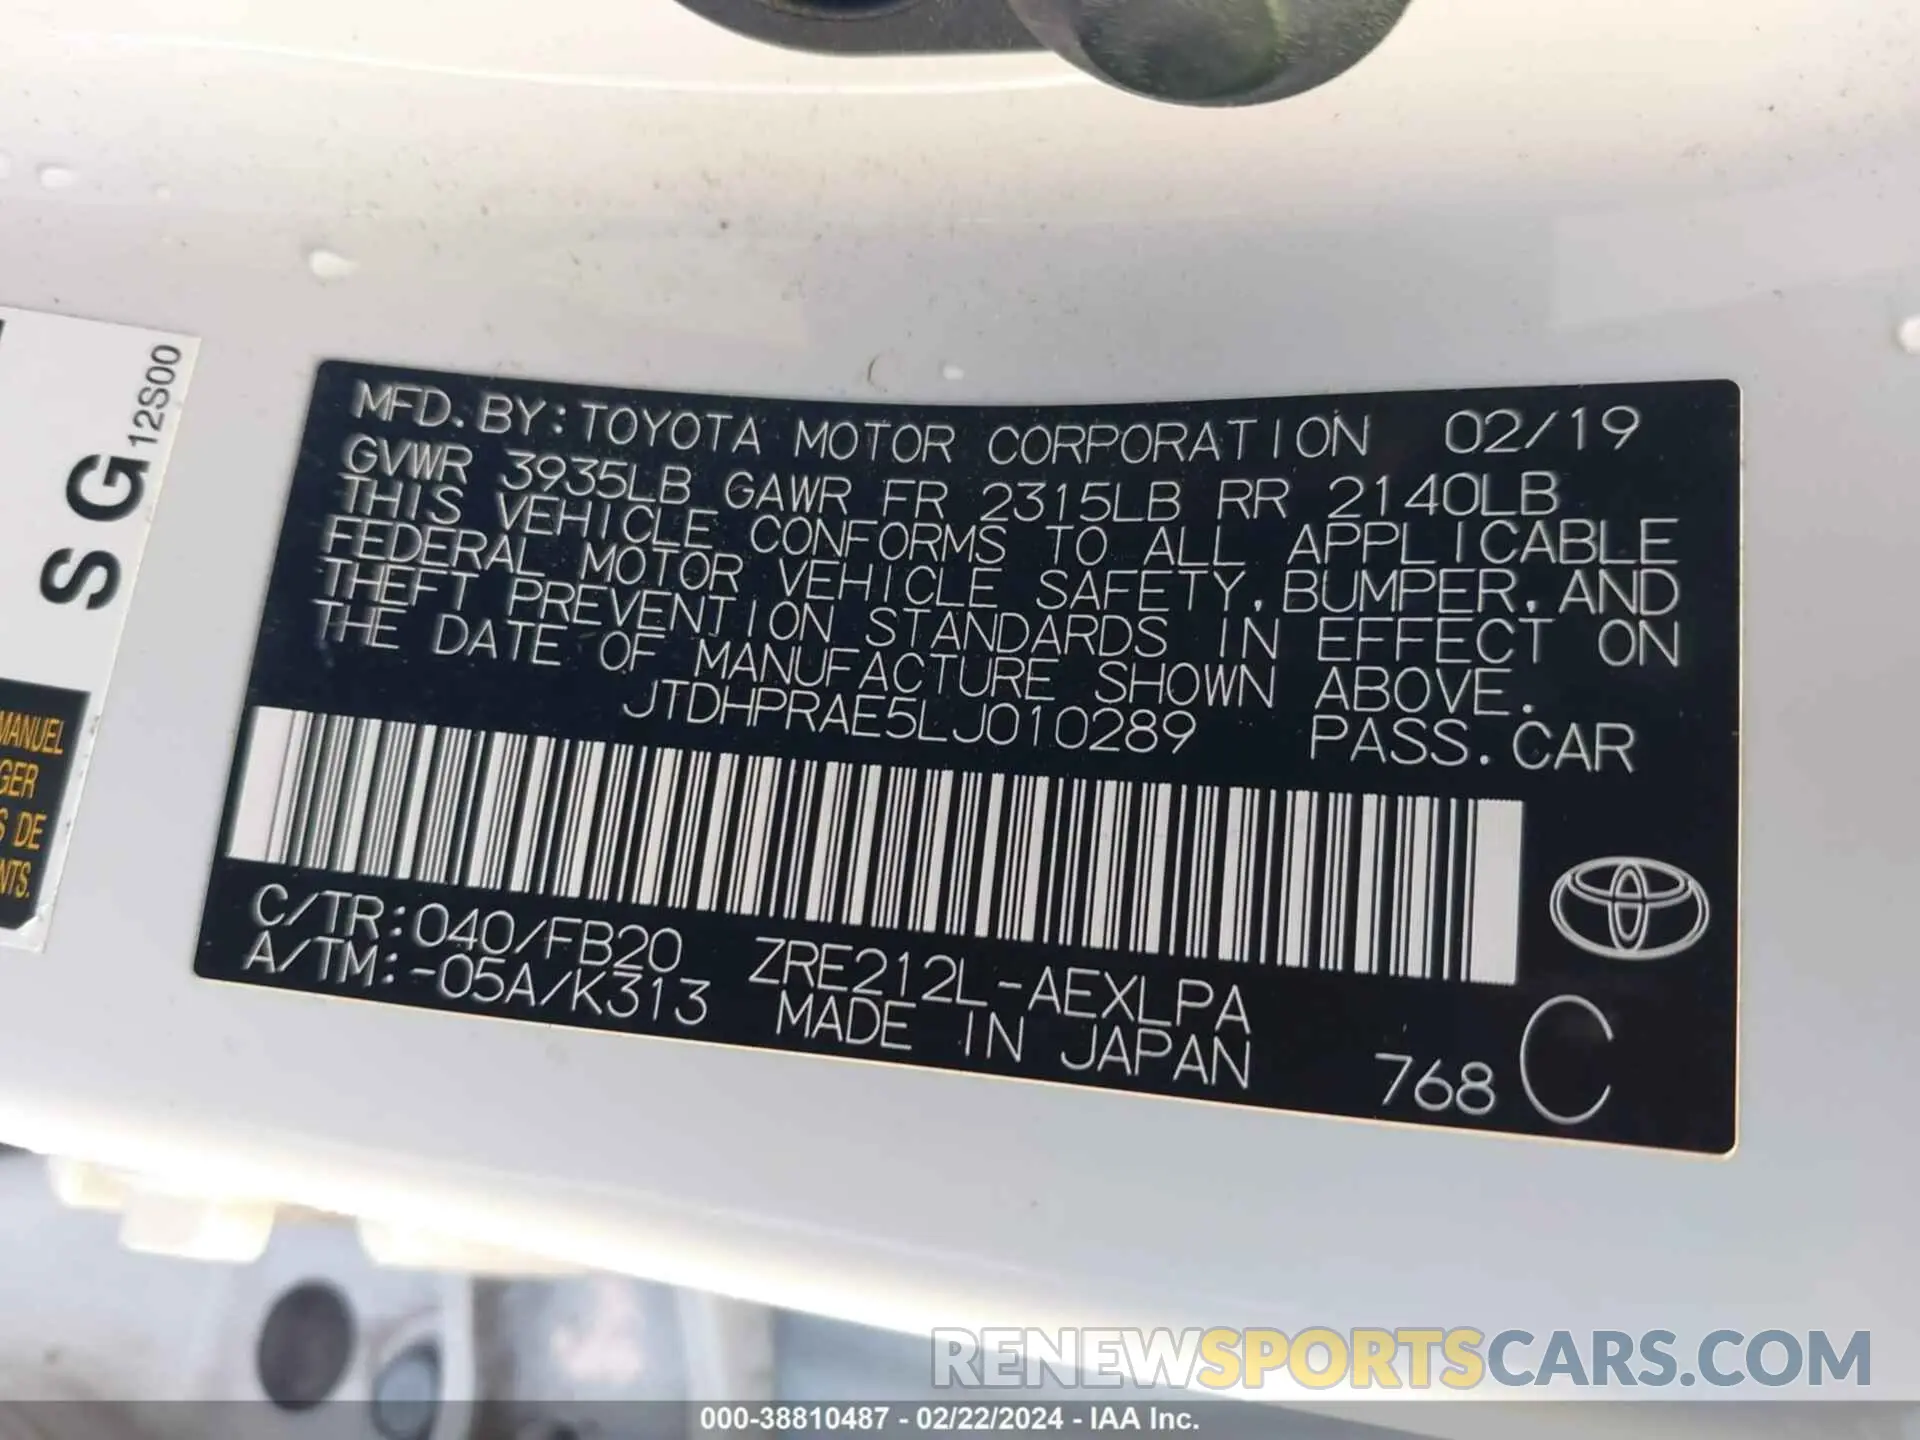 S G 12S00
MFD. BY: TOYOTA MOTOR CORPORATION 02/19
GVWR 3935LB GAWR FR 2315LB RR 2140LB
THIS VEHICLE CONFORMS TO ALL APPLICABLE
FEDERAL MOTOR VEHICLE SAFETY, BUMPER, AND
THEFT PREVENTION STANDARDS IN EFFECT ON
THE DATE OF MANUFACTURE SHOWN ABOVE.
JTDHPRAE5LJ010289 PASS. CAR
MANUEL
GER
S DE
NTS.
C/TR: 040/FB20 ZRE212L-AEXLPA
A/TM: -05A/K313 MADE IN JAPAN 768 C
RENEWSPORTSCARS.COM
000-38810487 - 02/22/2024 - IAA Inc.